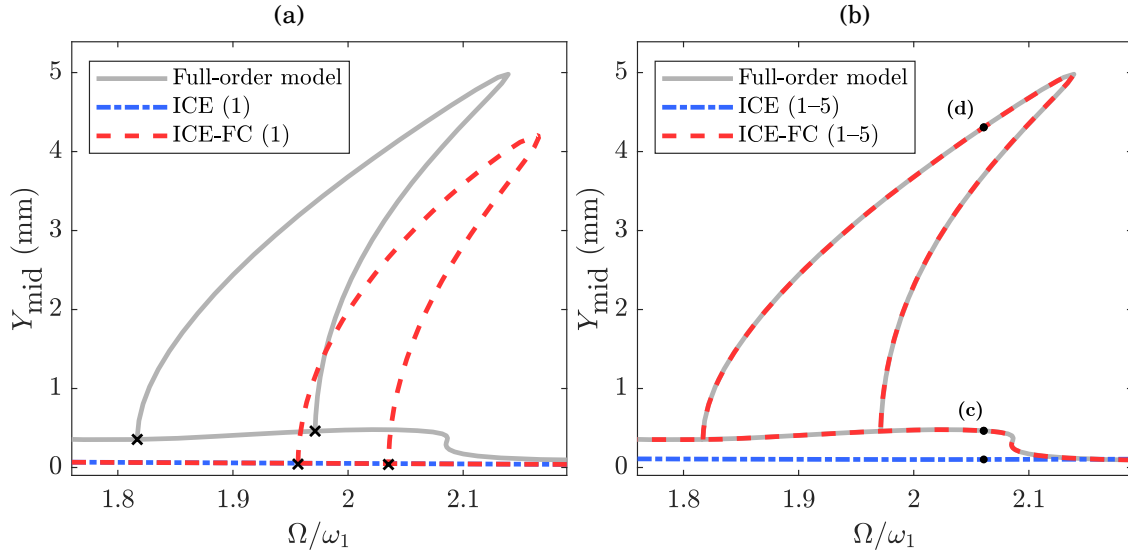 (a)
5
4
3
2
1
0
Y_mid (mm)
Full-order model
ICE (1)
ICE-FC (1)
1.8
1.9
2
2.1
Ω/ω₁
(b)
5
4
3
2
1
0
Y_mid (mm)
Full-order model
ICE (1–5)
ICE-FC (1–5)
(d)
(c)
1.8
1.9
2
2.1
Ω/ω₁